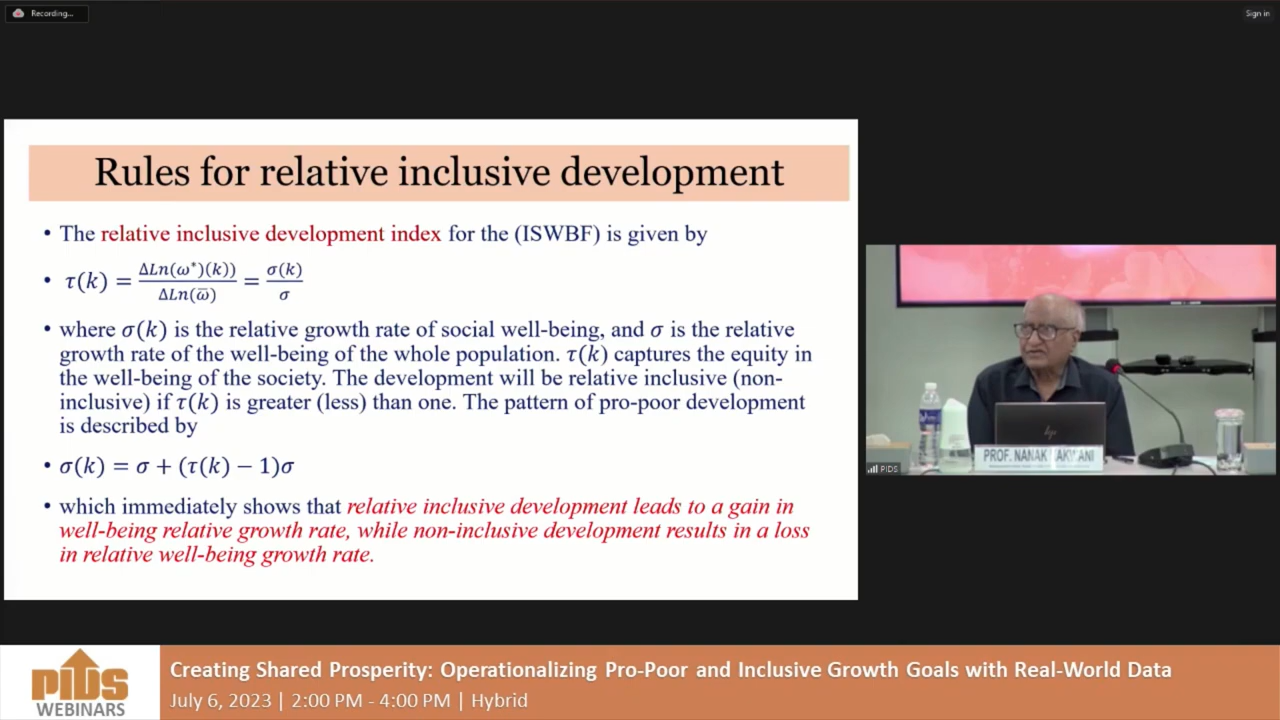 Recording...
Sign in
Rules for relative inclusive development
• The relative inclusive development index for the (ISWBF) is given by
• τ(k) = ΔLn(ω*)(k)) / ΔLn(ω̅) = σ(k) / σ
• where σ(k) is the relative growth rate of social well-being, and σ is the relative
growth rate of the well-being of the whole population. τ(k) captures the equity in
the well-being of the society. The development will be relative inclusive (non-
inclusive) if τ(k) is greater (less) than one. The pattern of pro-poor development
is described by
• σ(k) = σ + (τ(k) − 1)σ
• which immediately shows that relative inclusive development leads to a gain in
well-being relative growth rate, while non-inclusive development results in a loss
in relative well-being growth rate.
hp
PROF. NANAK KAKWANI
PIDS
PIDS
WEBINARS
Creating Shared Prosperity: Operationalizing Pro-Poor and Inclusive Growth Goals with Real-World Data
July 6, 2023 | 2:00 PM - 4:00 PM | Hybrid